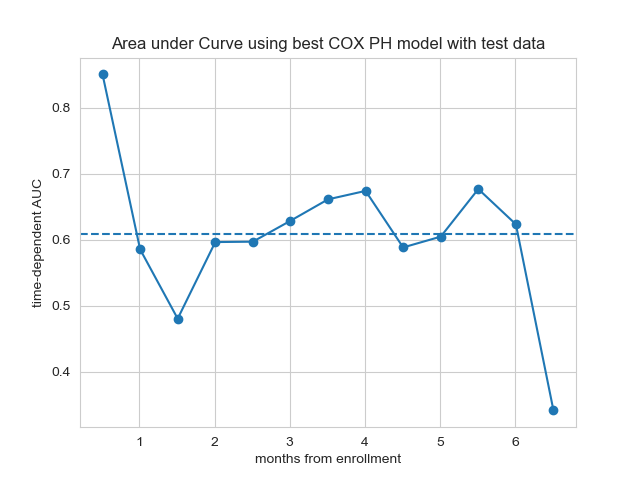 Area under Curve using best COX PH model with test data
time-dependent AUC
0.8
0.7
0.6
0.5
0.4
1 2 3 4 5 6
months from enrollment